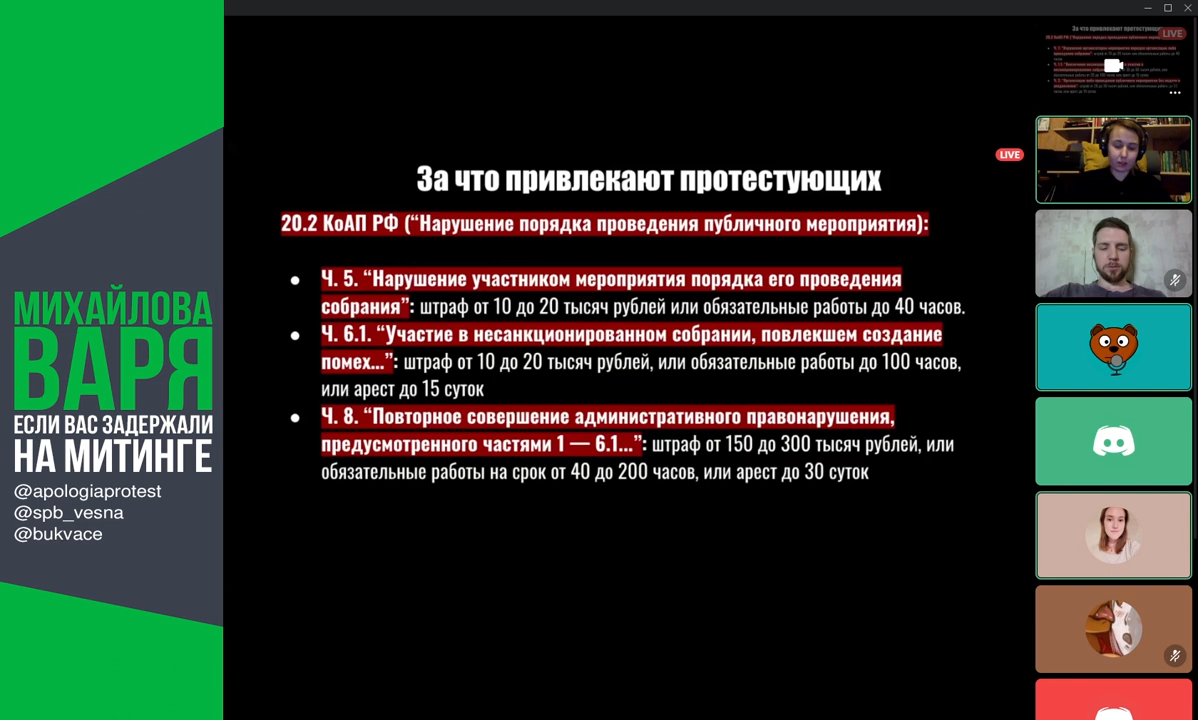 МИХАЙЛОВА
ВАРЯ
ЕСЛИ ВАС ЗАДЕРЖАЛИ
НА МИТИНГЕ
@apologiaprotest
@spb_vesna
@bukvace
За что привлекают протестующих
20.2 КоАП РФ (“Нарушение порядка проведения публичного мероприятия):
Ч. 5. “Нарушение участником мероприятия порядка его проведения
собрания”: штраф от 10 до 20 тысяч рублей или обязательные работы до 40 часов.
Ч. 6.1. “Участие в несанкционированном собрании, повлекшем создание
помех...”: штраф от 10 до 20 тысяч рублей, или обязательные работы до 100 часов,
или арест до 15 суток
Ч. 8. “Повторное совершение административного правонарушения,
предусмотренного частями 1 — 6.1...”: штраф от 150 до 300 тысяч рублей, или
обязательные работы на срок от 40 до 200 часов, или арест до 30 суток
LIVE
За что привлекают протестующих
LIVE